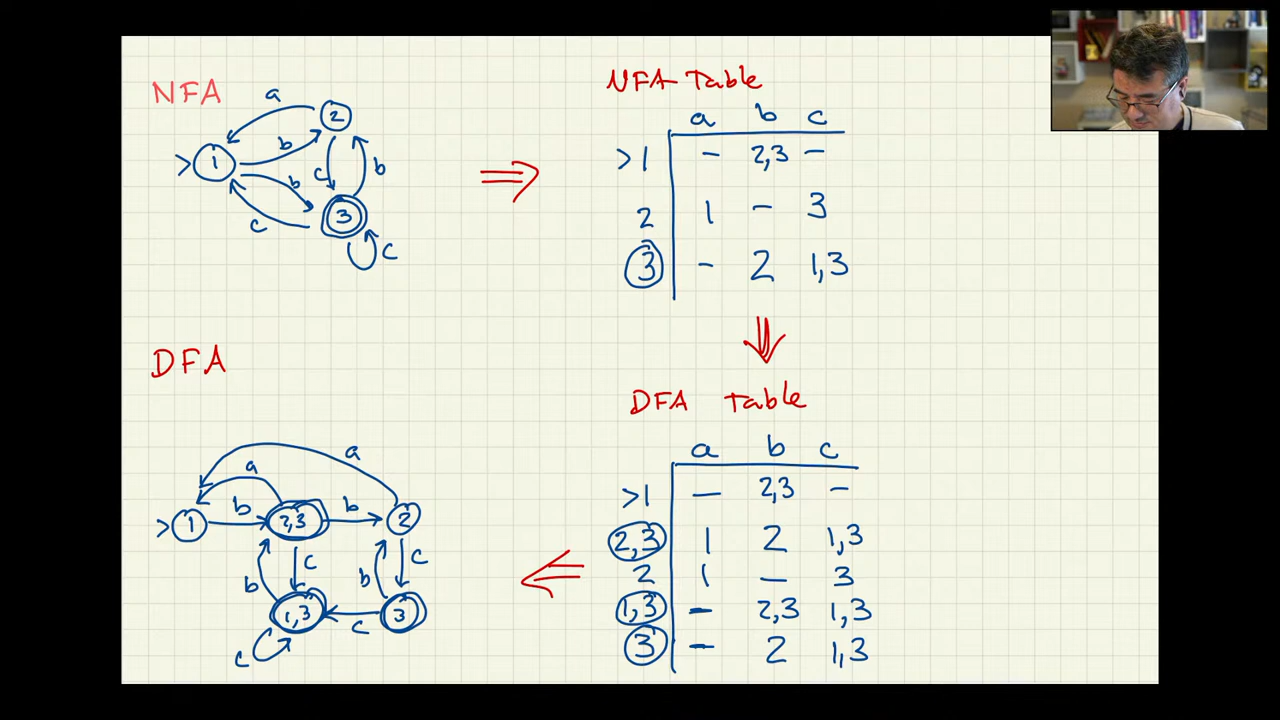 NFA
a
2
b
> 1
c
b
b
3
c
c
NFA Table
a b c
>1 – 2,3 –
2 1 – 3
3 – 2 1,3
DFA
DFA Table
a b c
>1 — 2,3 –
2,3 1 2 1,3
2 1 — 3
1,3 - 2,3 1,3
3 - 2 1,3
a
a
> 1 b 2,3 b 2
c c
b b
1,3 c 3
c